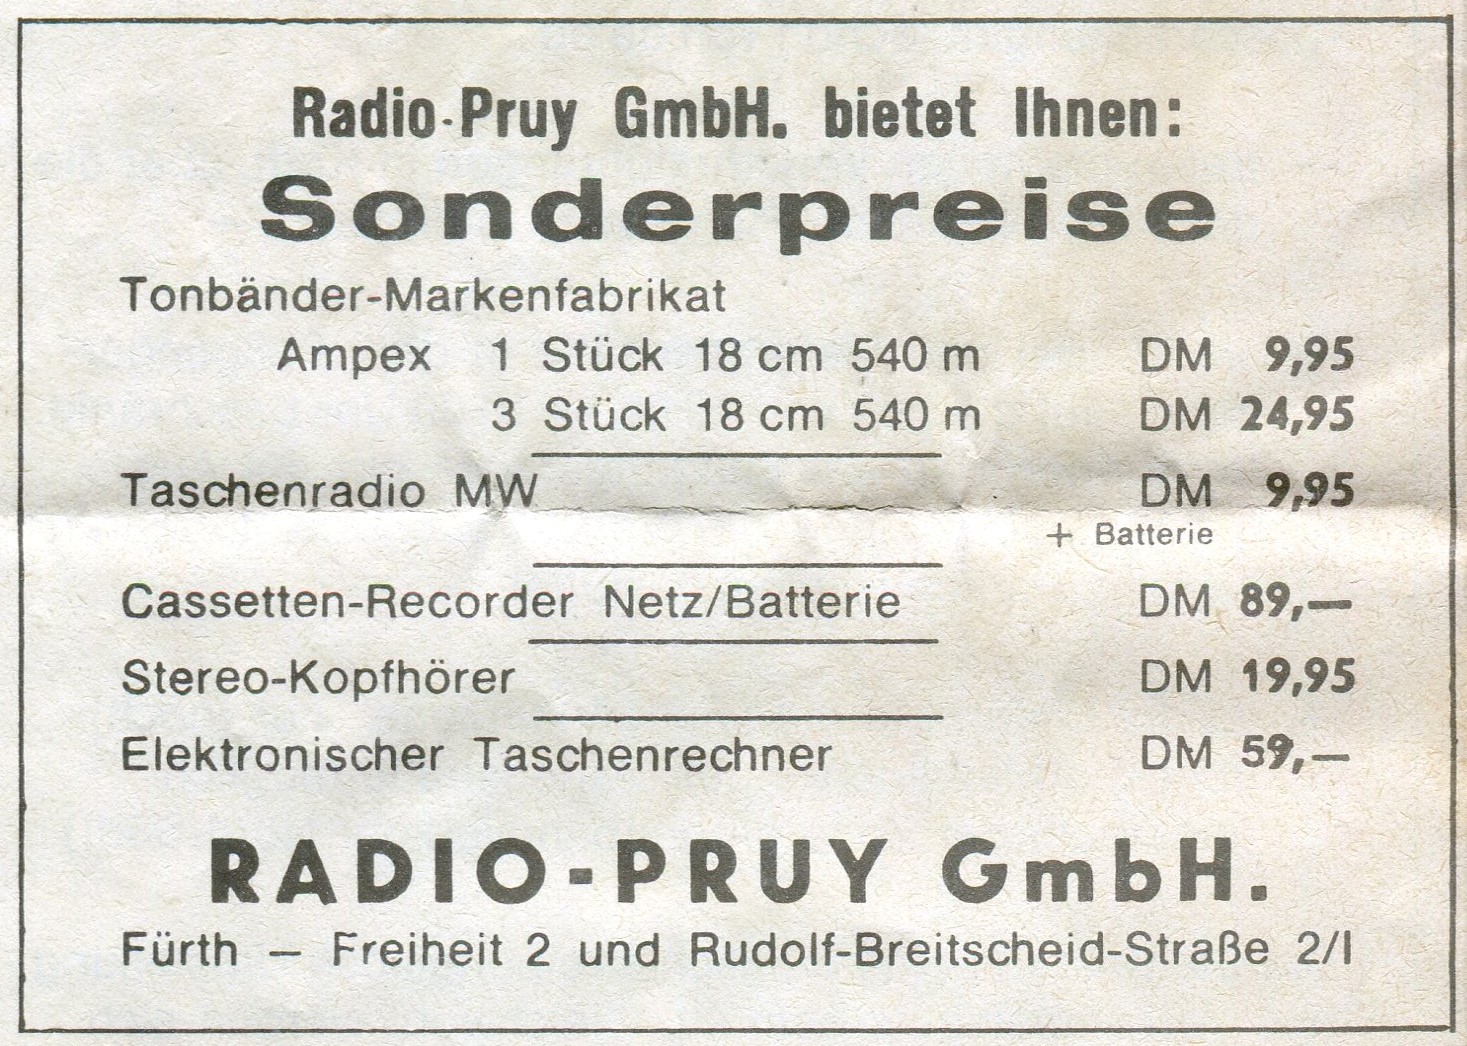 Radio-Pruy GmbH. bietet Ihnen:
Sonderpreise
Tonbänder-Markenfabrikat
Ampex 1 Stück 18 cm 540 m DM 9,95
3 Stück 18 cm 540 m DM 24,95
Taschenradio MW DM 9,95
+ Batterie
Cassetten-Recorder Netz/Batterie DM 89,—
Stereo-Kopfhörer DM 19,95
Elektronischer Taschenrechner DM 59,—
RADIO-PRUY GmbH.
Fürth — Freiheit 2 und Rudolf-Breitscheid-Straße 2/I